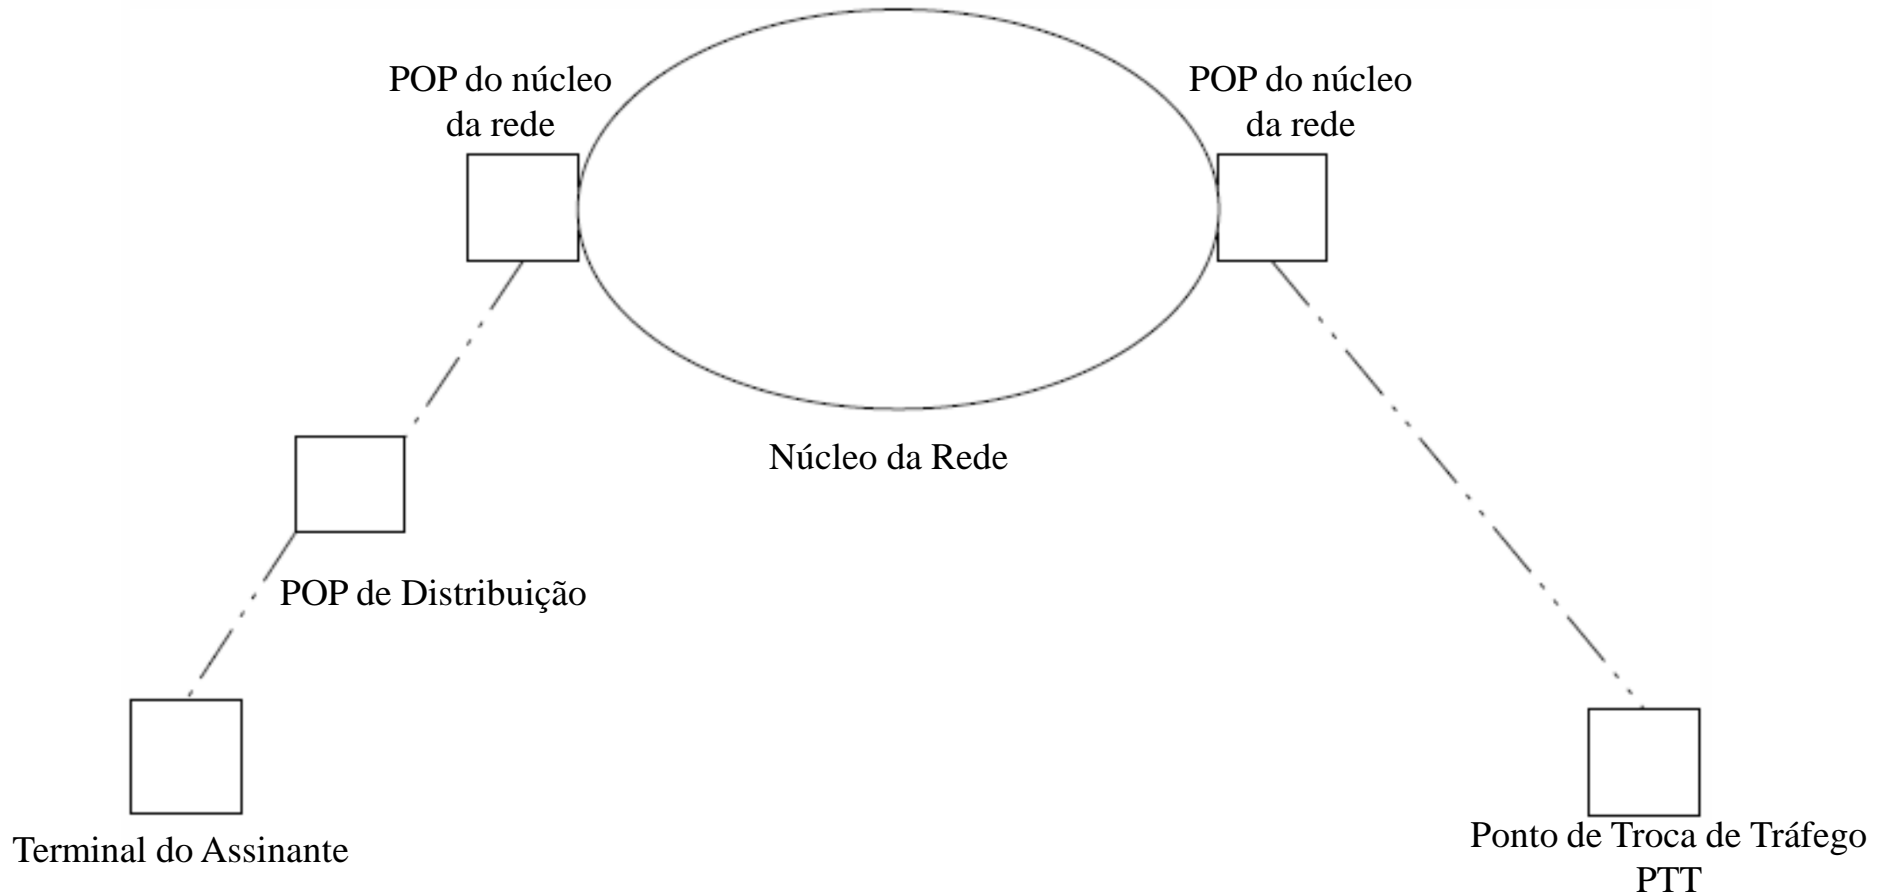 POP do núcleo
da rede
POP do núcleo
da rede
Núcleo da Rede
POP de Distribuição
Terminal do Assinante
Ponto de Troca de Tráfego
PTT